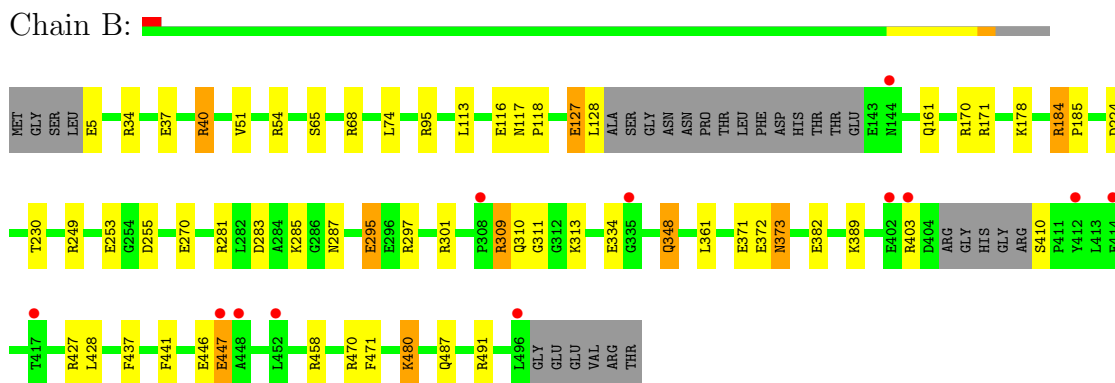 Chain B:
MET GLY SER LEU E5 R34 E37 R40 V51 R54 S65 R68 L74 R95 L113 E116 N117 P118 E127 L128 ALA SER GLY ASN ASN PRO THR LEU PHE ASP HIS THR THR GLU E143 N144 Q161 R170 R171 K178 R184 P185
T230 R249 E253 G254 D255 E270 R281 L282 D283 A284 K285 G286 N287 E295 E296 R297 R301 P308 R309 Q310 G311 G312 K313 E334 G335 Q348 L361 E371 E372 N373 E382 K389 E402 R403 D404 ARG GLY HIS GLY ARG S410 P411 Y412 L413
T417 R427 L428 F437 F441 E446 E447 A448 L452 R458 R470 F471 K480 Q487 R491 L496 GLY GLU GLU VAL ARG THR